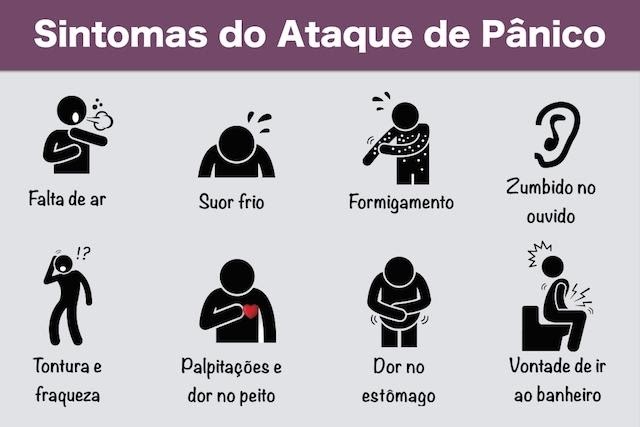 Sintomas do Ataque de Pânico
Falta de ar
Suor frio
Formigamento
Zumbido no
ouvido
!?
Tontura e
fraqueza
Palpitações e
dor no peito
Dor no
estômago
Vontade de ir
ao banheiro